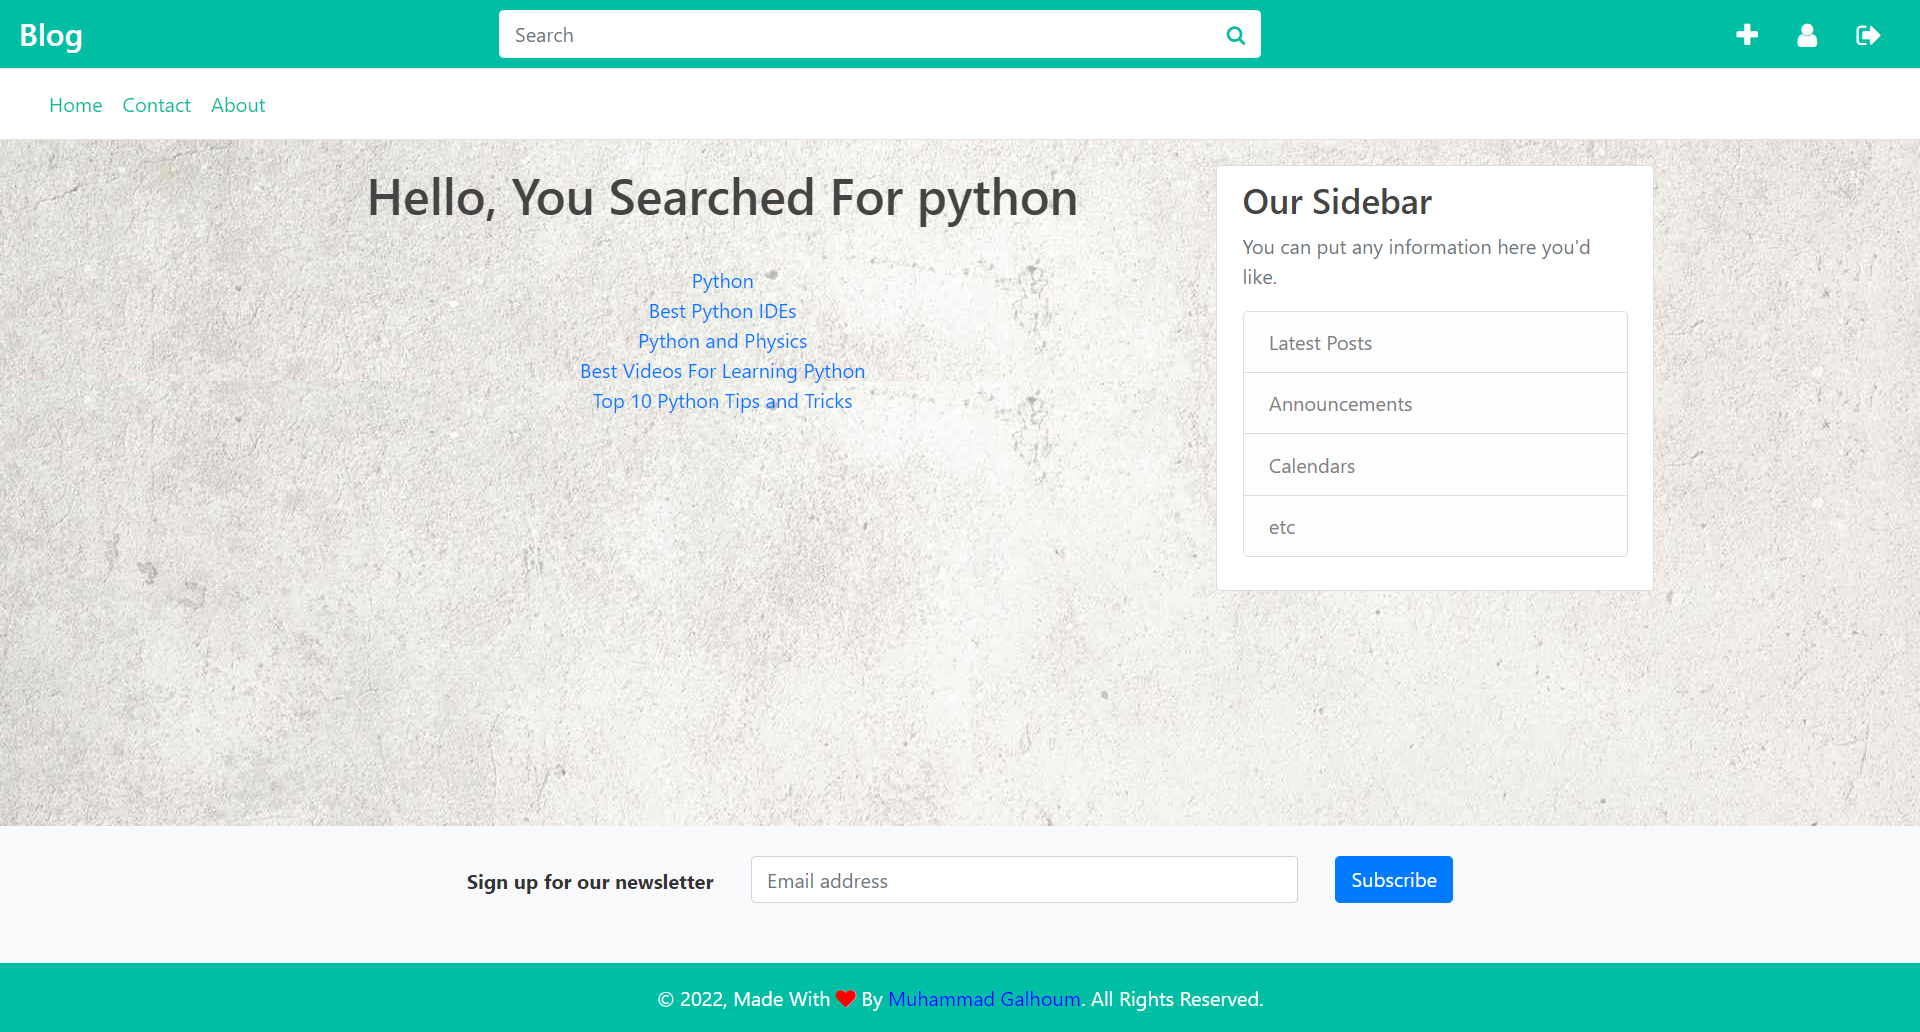 Blog
Search
Home
Contact
About
Hello, You Searched For python
Python
Best Python IDEs
Python and Physics
Best Videos For Learning Python
Top 10 Python Tips and Tricks
Our Sidebar
You can put any information here you'd
like.
Latest Posts
Announcements
Calendars
etc
Sign up for our newsletter
Email address
Subscribe
© 2022, Made With ❤ By Muhammad Galhoum. All Rights Reserved.